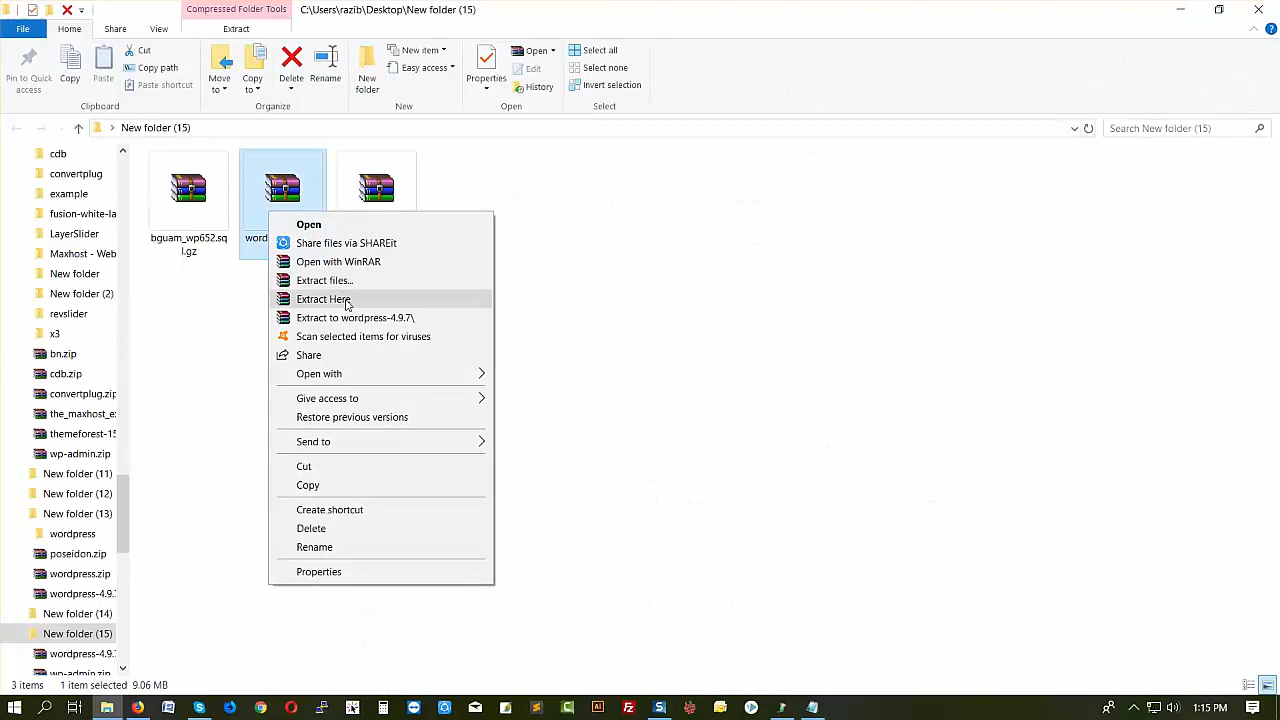 Compressed Folder Tools
C:\Users\razib\Desktop\New folder (15)
File
Home
Share
View
Extract
Pin to Quick access
Copy
Paste
Cut
Copy path
Paste shortcut
Clipboard
Move to
Copy to
Delete
Rename
Organize
New folder
New item
Easy access
New
Properties
Open
Edit
History
Open
Select all
Select none
Invert selection
Select
New folder (15)
Search New folder (15)
cdb
convertplug
example
fusion-white-la
LayerSlider
Maxhost - Web
New folder
New folder (2)
revslider
x3
bn.zip
cdb.zip
convertplug.zip
the_maxhost_e
themeforest-15
wp-admin.zip
New folder (11)
New folder (12)
New folder (13)
wordpress
poseidon.zip
wordpress.zip
wordpress-4.9.7
New folder (14)
New folder (15)
wordpress-4.9.7
wp-admin.zip
bguam_wp652.sq
l.gz
word
Open
Share files via SHAREit
Open with WinRAR
Extract files...
Extract Here
Extract to wordpress-4.9.7\
Scan selected items for viruses
Share
Open with
Give access to
Restore previous versions
Send to
Cut
Copy
Create shortcut
Delete
Rename
Properties
3 items 1 item selected 9.06 MB
1:15 PM